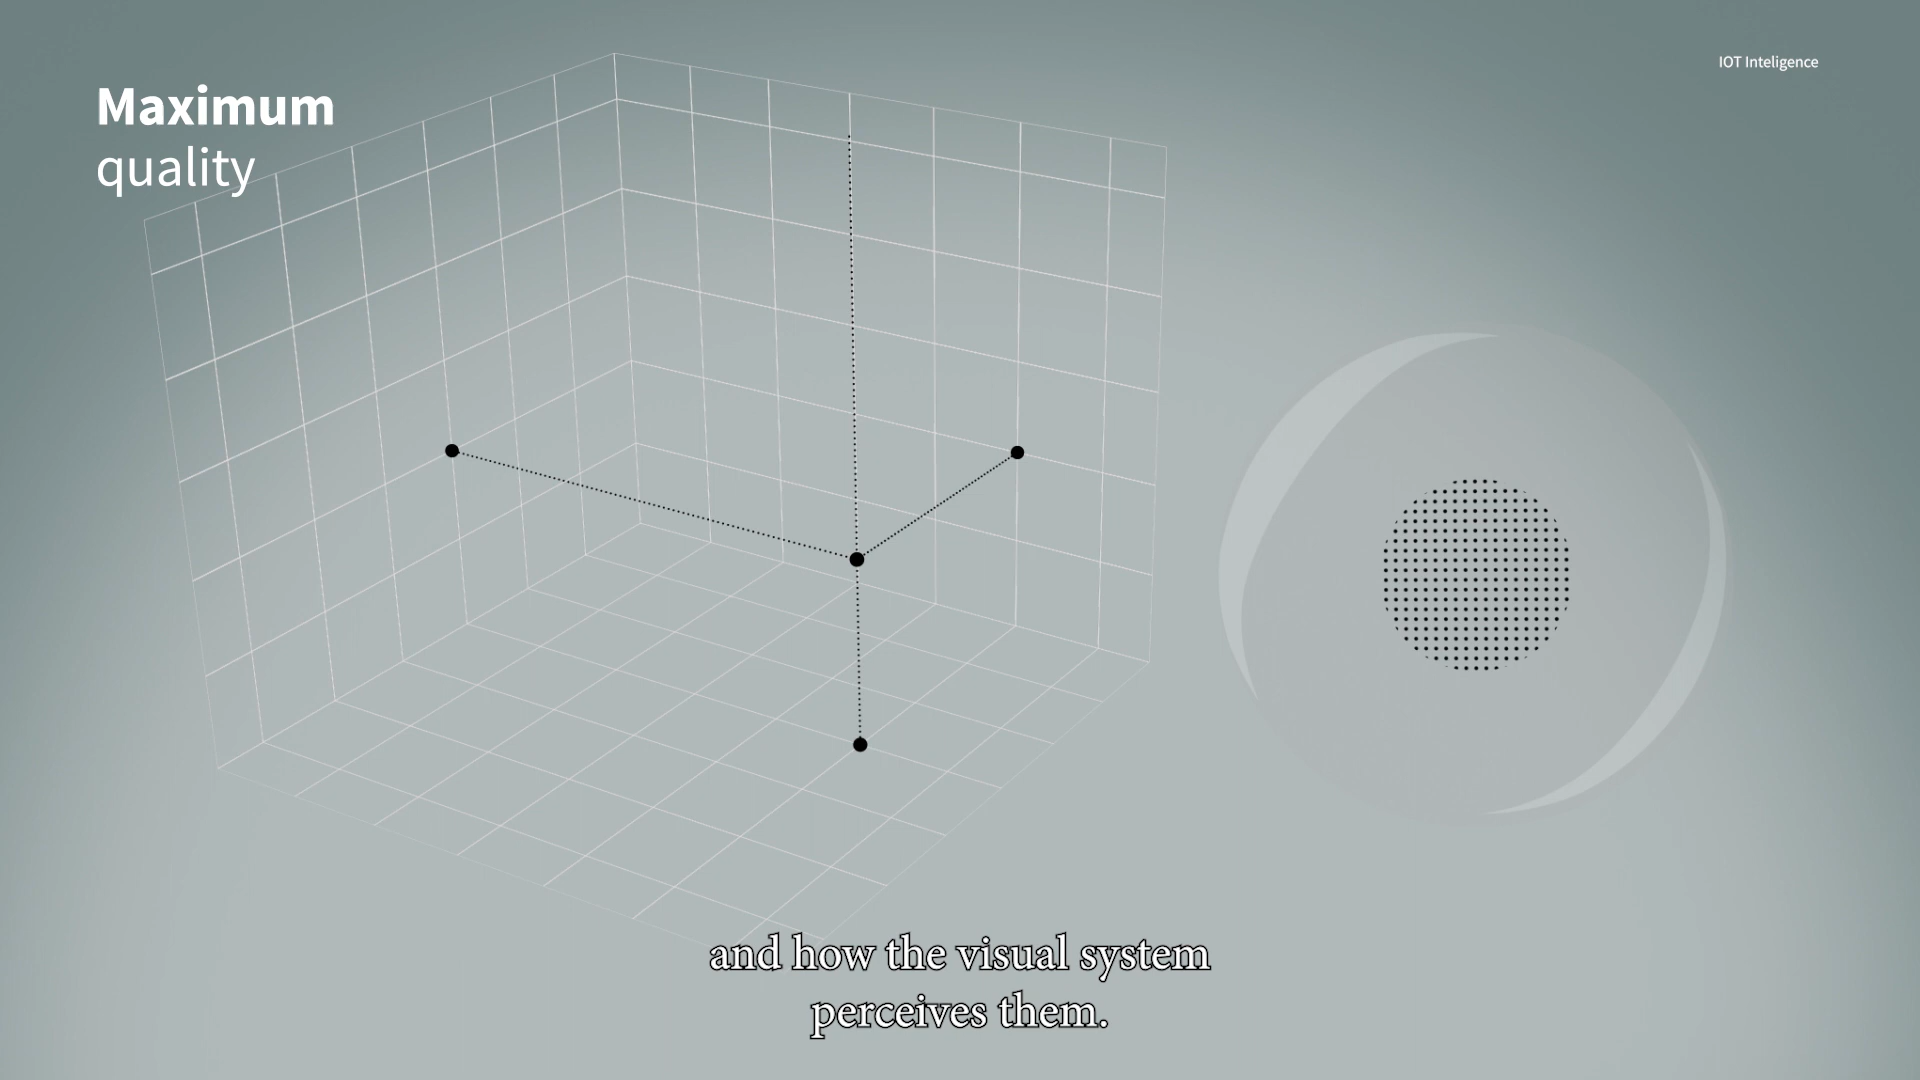 Maximum
quality
IOT Inteligence
and how the visual system
perceives them.